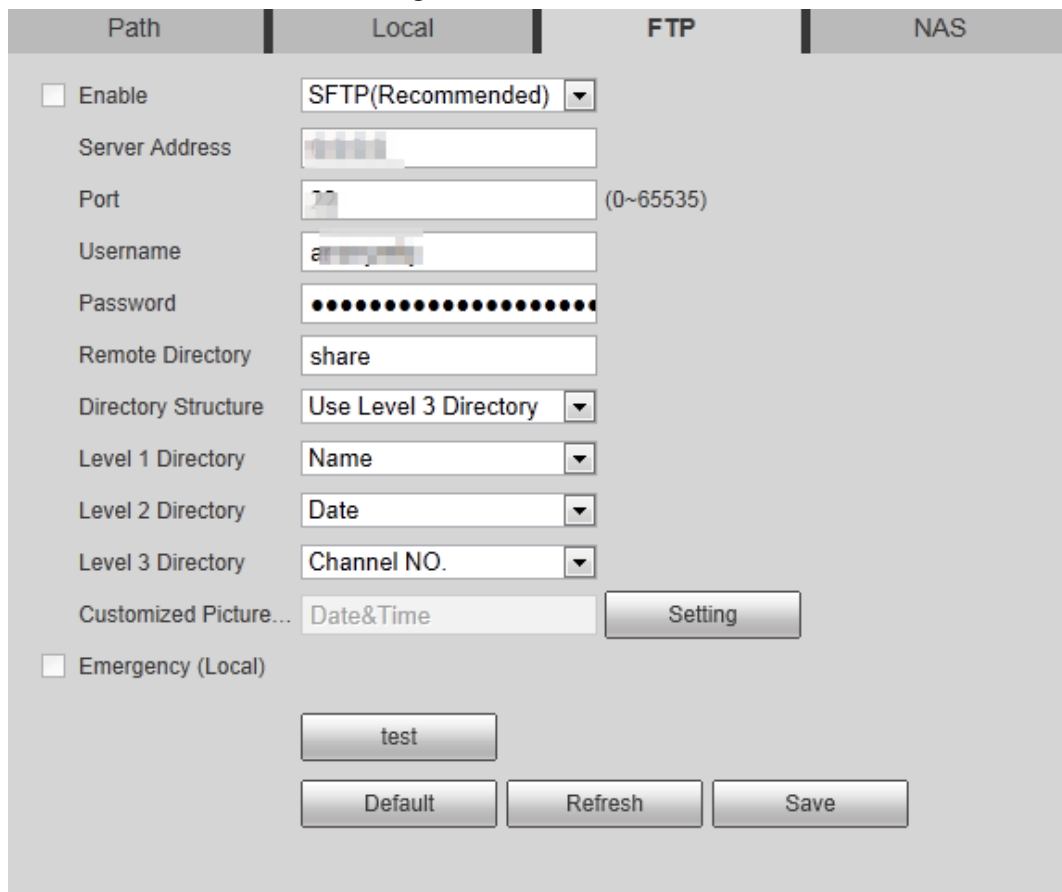 Path Local FTP NAS
Enable SFTP(Recommended)
Server Address
Port (0~65535)
Username
Password ●●●●●●●●●●●●●●●●●●●●
Remote Directory share
Directory Structure Use Level 3 Directory
Level 1 Directory Name
Level 2 Directory Date
Level 3 Directory Channel NO.
Customized Picture... Date&Time Setting
Emergency (Local)
test
Default Refresh Save